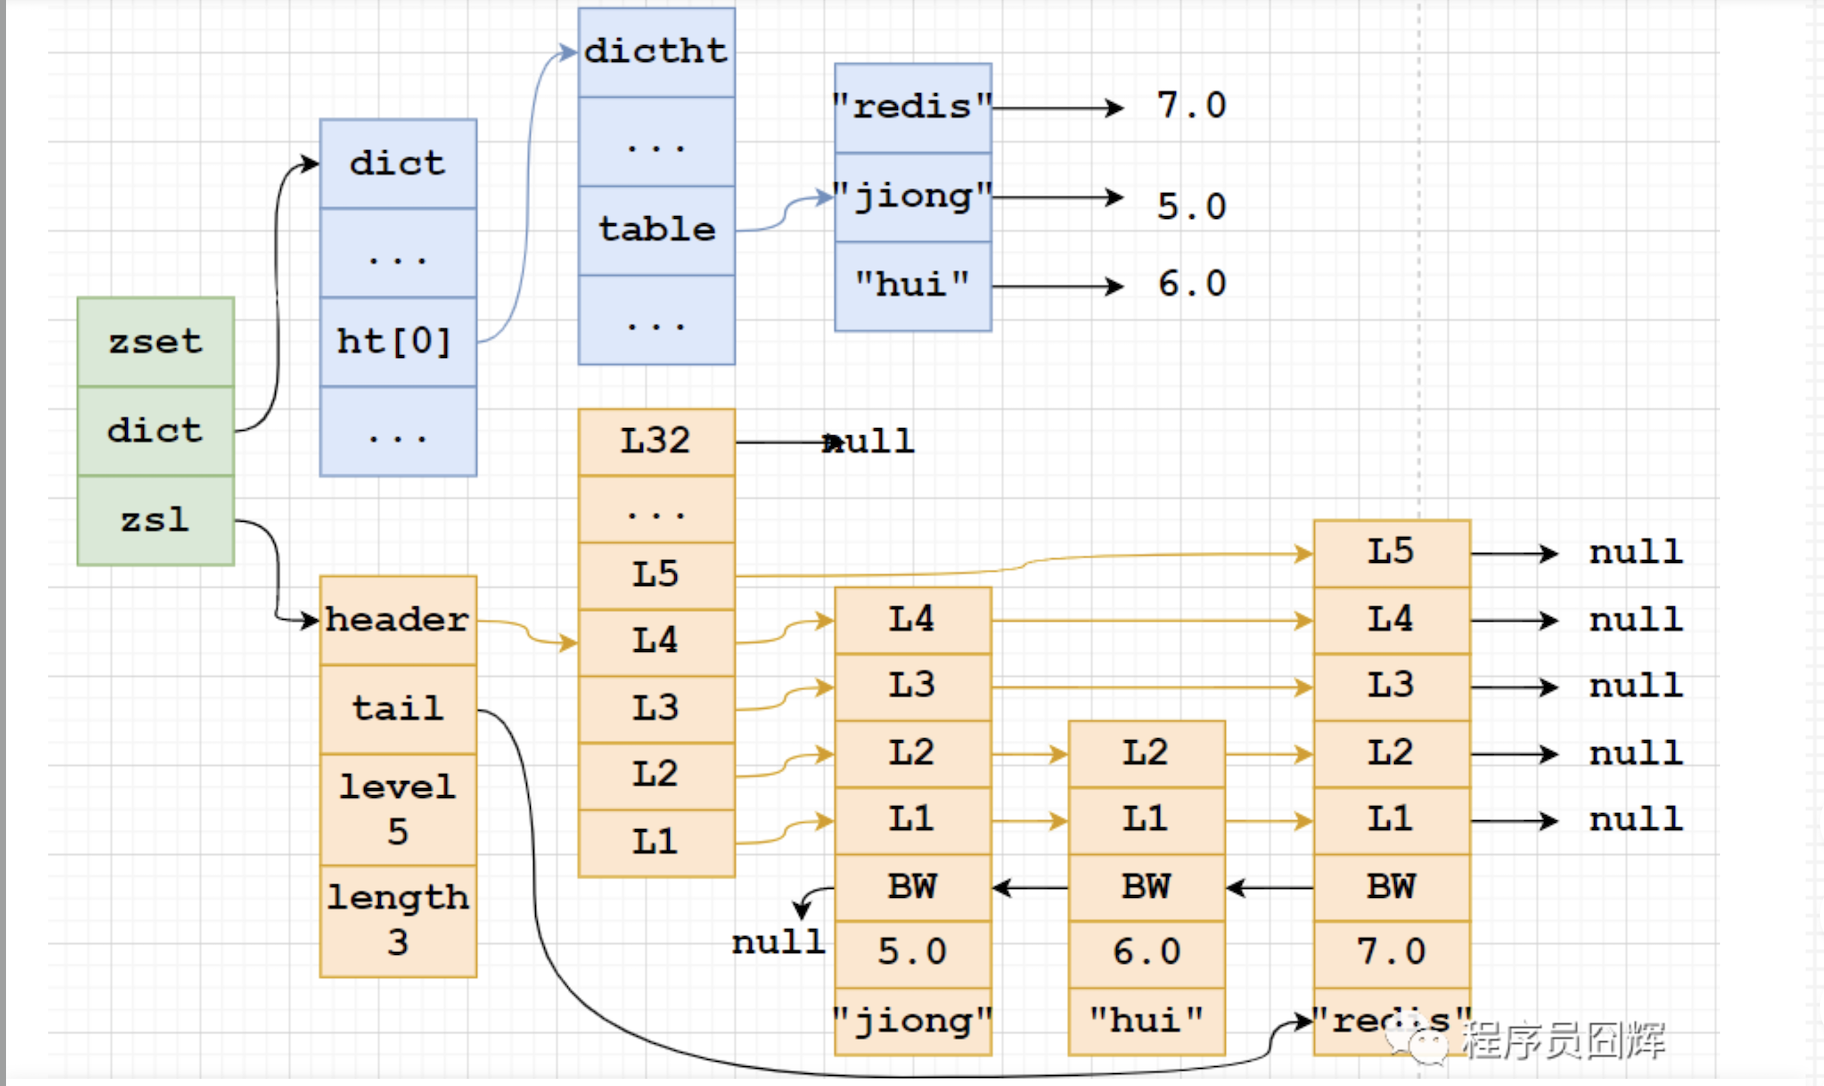 dictht
...
table
...
"redis"
7.0
"jiong"
5.0
"hui"
6.0
dict
...
ht[0]
...
zset
dict
zsl
header
tail
level
5
length
3
L32
null
...
L5
L4
L3
L2
L1
L4
L3
L2
L1
BW
null
5.0
"jiong"
L2
L1
BW
6.0
"hui"
L5
null
L4
null
L3
null
L2
null
L1
null
BW
7.0
"redis"
程序员囧辉